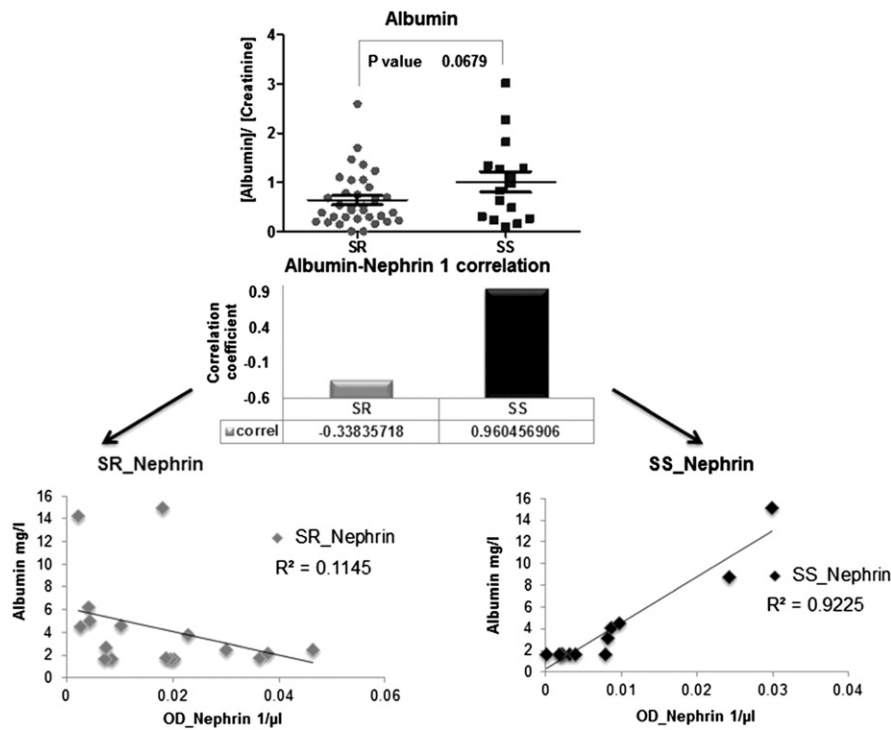 Albumin
P value 0.0679
[Albumin]/ [Creatinine]
4
3
2
1
0
SR SS
Albumin-Nephrin 1 correlation
Correlation
coefficient
0.9
0.4
-0.1
-0.6
SR SS
correl -0.33835718 0.960456906
SR_Nephrin
Albumin mg/l
16
14
12
10
8
6
4
2
0
SR_Nephrin
R² = 0.1145
0 0.02 0.04 0.06
OD_Nephrin 1/µl
SS_Nephrin
Albumin mg/l
16
14
12
10
8
6
4
2
0
SS_Nephrin
R² = 0.9225
0 0.01 0.02 0.03 0.04
OD_Nephrin 1/µl